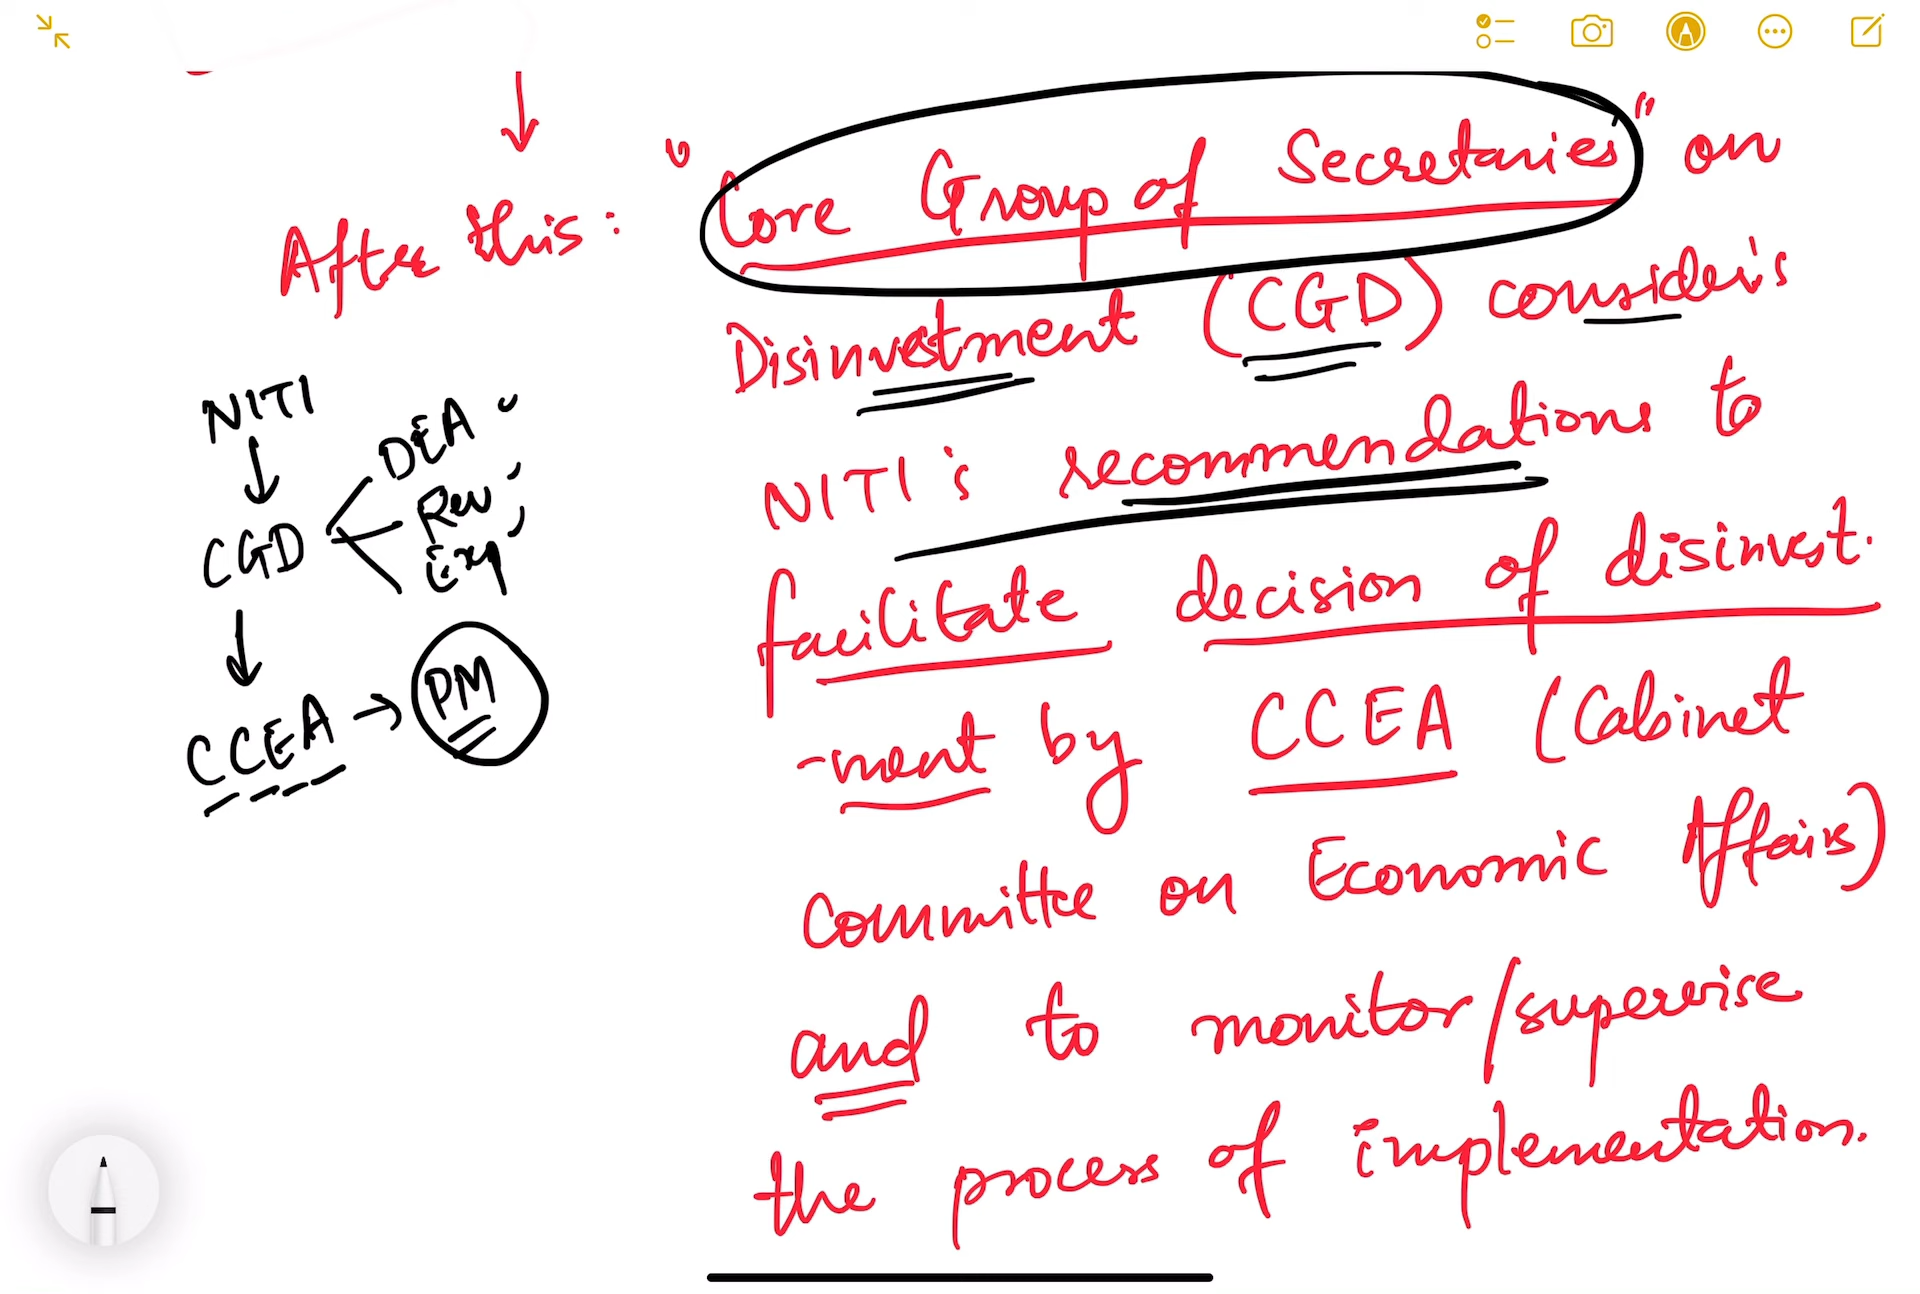 After this: "Core Group of Secretaries" on
Disinvestment (CGD) considers
NITI's recommendations to
facilitate decision of disinvest.
-ment by CCEA (Cabinet
Committee on Economic Affairs)
and to monitor/supervise
the process of implementation.
NITI
CGD
DEA
Rev
Exp
CCEA → PM